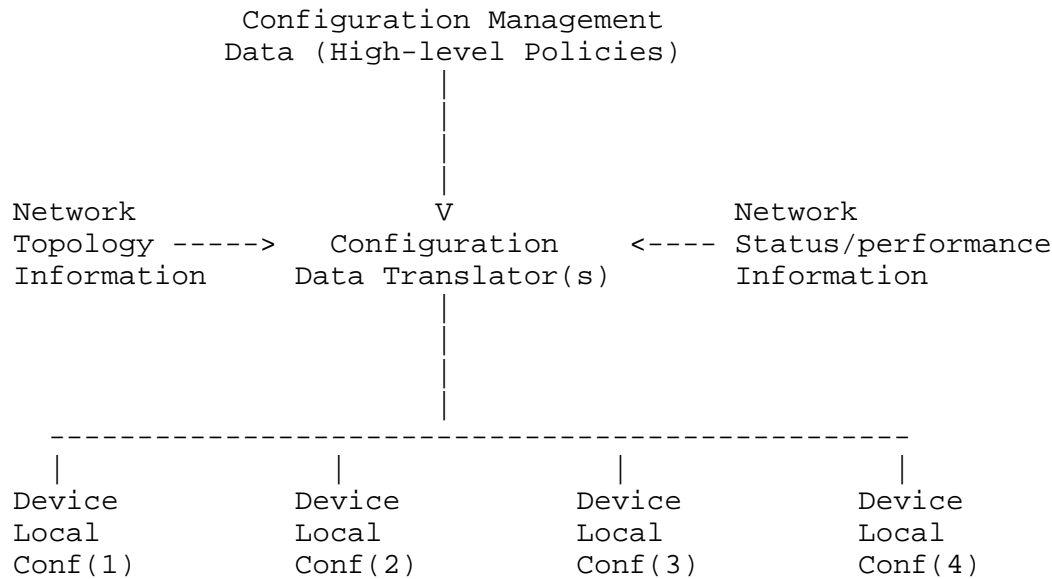 Configuration Management
Data (High-level Policies)
|
|
|
|
|
Network V Network
Topology -----> Configuration <---- Status/performance
Information Data Translator(s) Information
|
|
|
|
|
-------------------------------------------------
| | | |
Device Device Device Device
Local Local Local Local
Conf(1) Conf(2) Conf(3) Conf(4)